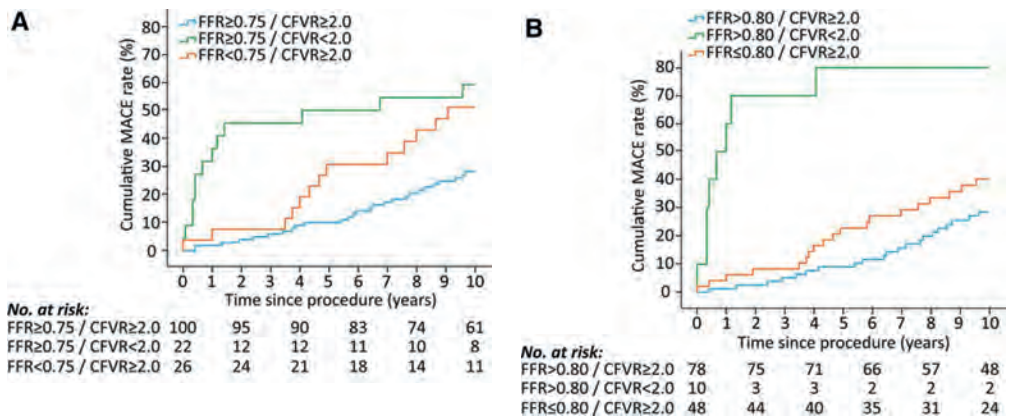 A
FFR≥0.75 / CFVR≥2.0
FFR≥0.75 / CFVR<2.0
FFR<0.75 / CFVR≥2.0
Cumulative MACE rate (%)
80
70
60
50
40
30
20
10
0
0 1 2 3 4 5 6 7 8 9 10
Time since procedure (years)
No. at risk:
FFR≥0.75 / CFVR≥2.0 100 95 90 83 74 61
FFR≥0.75 / CFVR<2.0 22 12 12 11 10 8
FFR<0.75 / CFVR≥2.0 26 24 21 18 14 11
B
FFR>0.80 / CFVR≥2.0
FFR>0.80 / CFVR<2.0
FFR≤0.80 / CFVR≥2.0
Cumulative MACE rate (%)
80
70
60
50
40
30
20
10
0
0 1 2 3 4 5 6 7 8 9 10
Time since procedure (years)
No. at risk:
FFR>0.80 / CFVR≥2.0 78 75 71 66 57 48
FFR>0.80 / CFVR<2.0 10 3 3 2 2 2
FFR≤0.80 / CFVR≥2.0 48 44 40 35 31 24